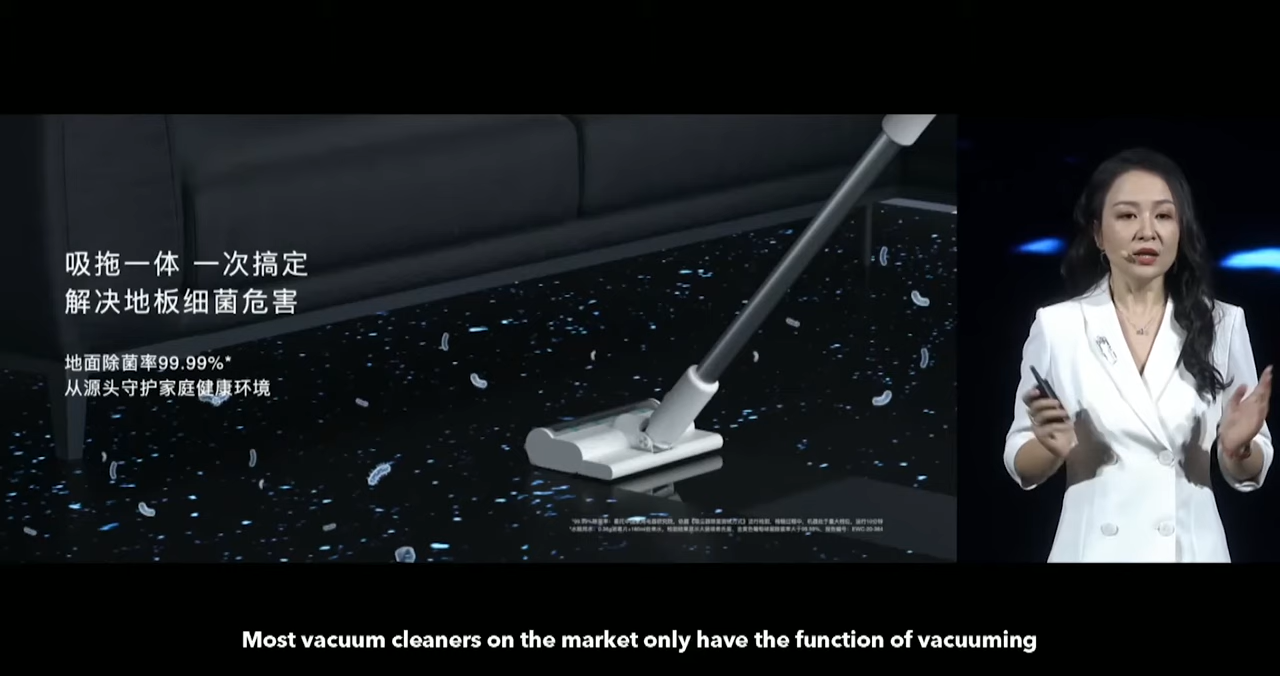 吸拖一体 一次搞定
解决地板细菌危害
地面除菌率99.99%*
从源头守护家庭健康环境
Most vacuum cleaners on the market only have the function of vacuuming